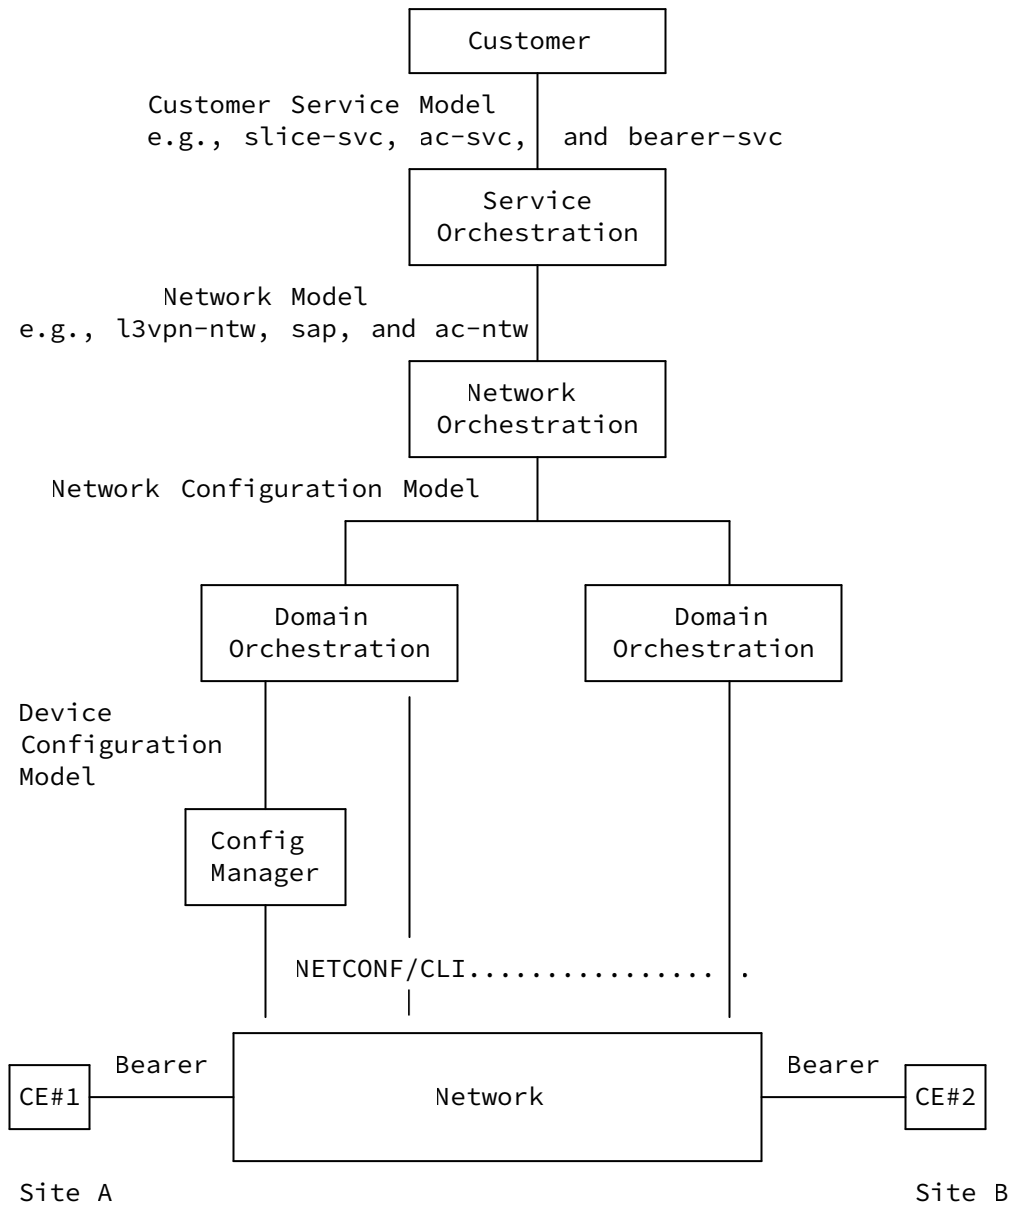 Customer
Customer Service Model
e.g., slice-svc, ac-svc, and bearer-svc
Service
Orchestration
Network Model
e.g., l3vpn-ntw, sap, and ac-ntw
Network
Orchestration
Network Configuration Model
Domain
Orchestration
Domain
Orchestration
Device
Configuration
Model
Config
Manager
NETCONF/CLI................ .
Bearer
Bearer
CE#1
Network
CE#2
Site A
Site B